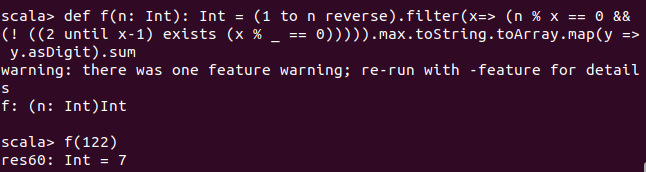 scala> def f(n: Int): Int = (1 to n reverse).filter(x=> (n % x == 0 &&
(! ((2 until x-1) exists (x % _ == 0))))).max.toString.toArray.map(y =>
 y.asDigit).sum
warning: there was one feature warning; re-run with -feature for detail
s
f: (n: Int)Int

scala> f(122)
res60: Int = 7